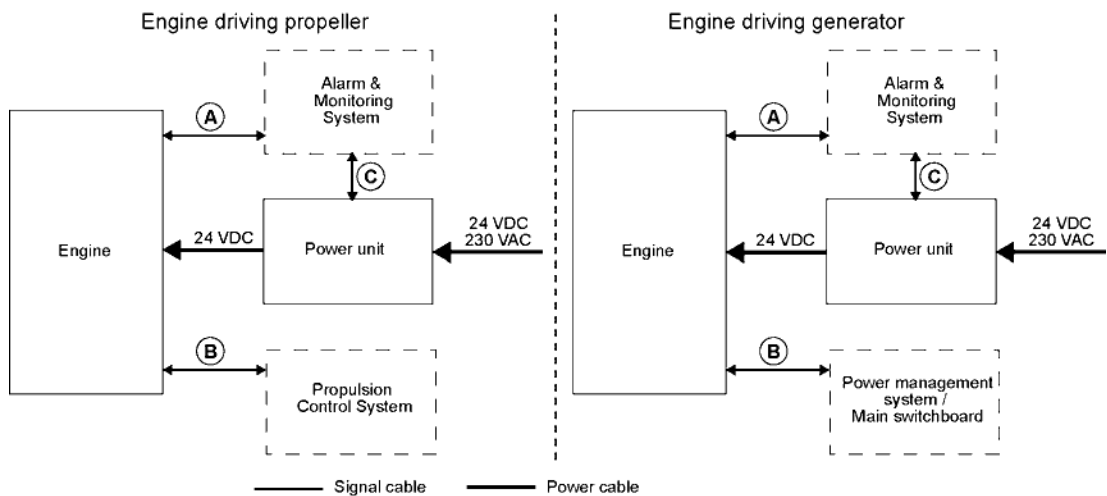 Engine driving propeller
Alarm &
Monitoring
System
A
C
Engine
24 VDC
Power unit
24 VDC
230 VAC
B
Propulsion
Control System
Engine driving generator
Alarm &
Monitoring
System
A
C
Engine
24 VDC
Power unit
24 VDC
230 VAC
B
Power management
system /
Main switchboard
Signal cable
Power cable